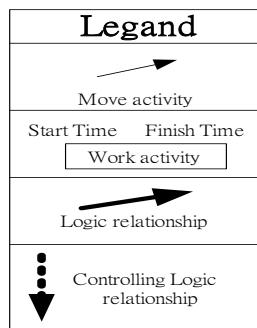 Legand
Move activity
Start Time Finish Time
Work activity
Logic relationship
Controlling Logic
relationship